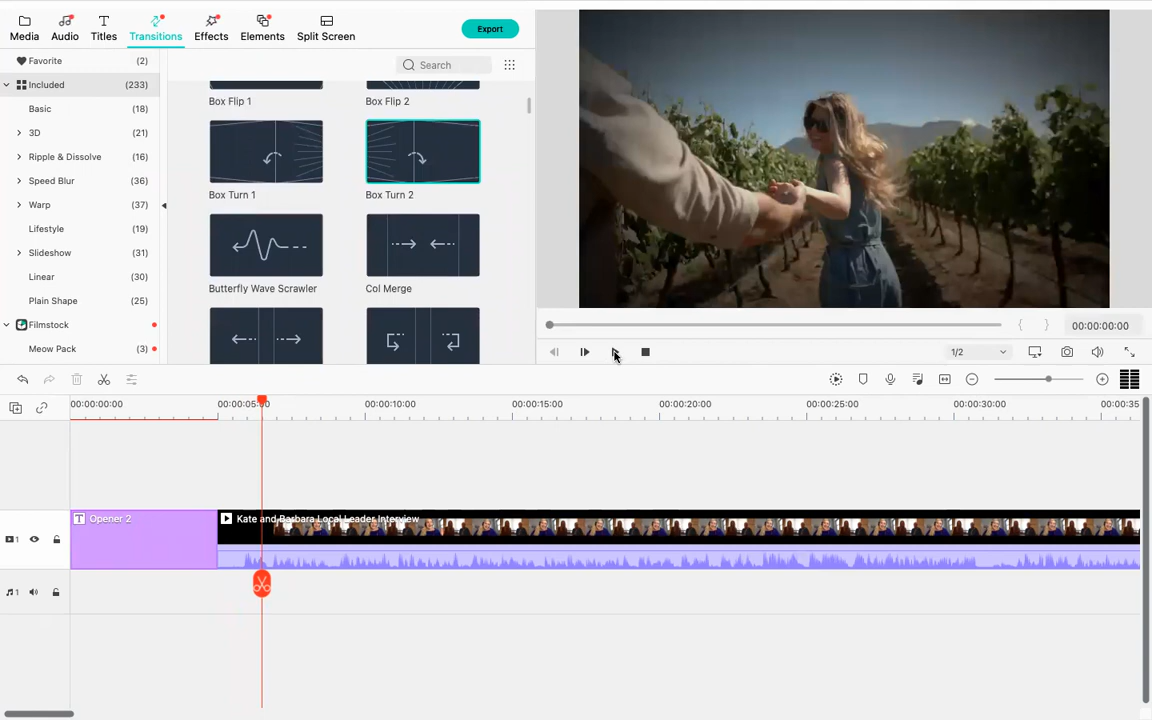 Media Audio Titles Transitions Effects Elements Split Screen Export
Favorite (2)
Included (233)
Basic (18)
3D (21)
Ripple & Dissolve (16)
Speed Blur (36)
Warp (37)
Lifestyle (19)
Slideshow (31)
Linear (30)
Plain Shape (25)
Filmstock
Meow Pack (3)
Search
Box Flip 1 Box Flip 2
Box Turn 1 Box Turn 2
Butterfly Wave Scrawler Col Merge
00:00:00:00
1/2
00:00:00:00 00:00:05:00 00:00:10:00 00:00:15:00 00:00:20:00 00:00:25:00 00:00:30:00 00:00:35
T Opener 2 Kate and Barbara Local Leader Interview
1
1